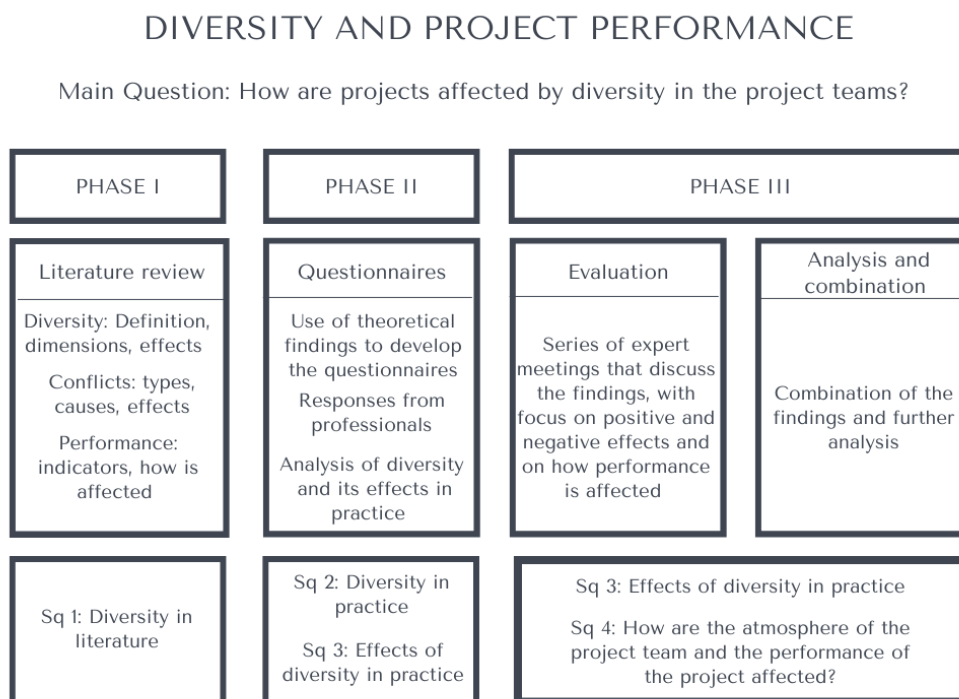 DIVERSITY AND PROJECT PERFORMANCE
Main Question: How are projects affected by diversity in the project teams?
PHASE I
PHASE II
PHASE III
Literature review
Diversity: Definition,
dimensions, effects
Conflicts: types,
causes, effects
Performance:
indicators, how is
affected
Questionnaires
Use of theoretical
findings to develop
the questionnaires
Responses from
professionals
Analysis of diversity
and its effects in
practice
Evaluation
Series of expert
meetings that discuss
the findings, with
focus on positive and
negative effects and
on how performance
is affected
Analysis and
combination
Combination of the
findings and further
analysis
Sq 1: Diversity in
literature
Sq 2: Diversity in
practice
Sq 3: Effects of
diversity in practice
Sq 3: Effects of diversity in practice
Sq 4: How are the atmosphere of the
project team and the performance of
the project affected?